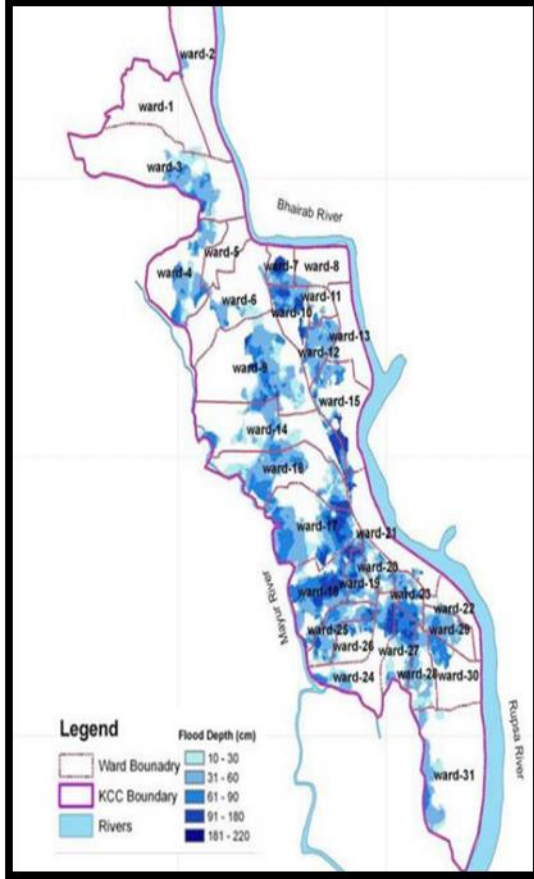 ward-2
ward-1
ward-3
Bhairab River
ward-5
ward-4
ward-7
ward-8
ward-6
ward-11
ward-10
ward-13
ward-12
ward-9
ward-15
ward-14
ward-16
ward-17
ward-21
ward-20
ward-19
ward-18
ward-23
ward-22
ward-25
ward-29
ward-26
ward-27
ward-24
ward-28
ward-30
Mayur River
Rupsa River
ward-31
Legend
Ward Bounadry
KCC Boundary
Rivers
Flood Depth (cm)
10 - 30
31 - 60
61 - 90
91 - 180
181 - 220